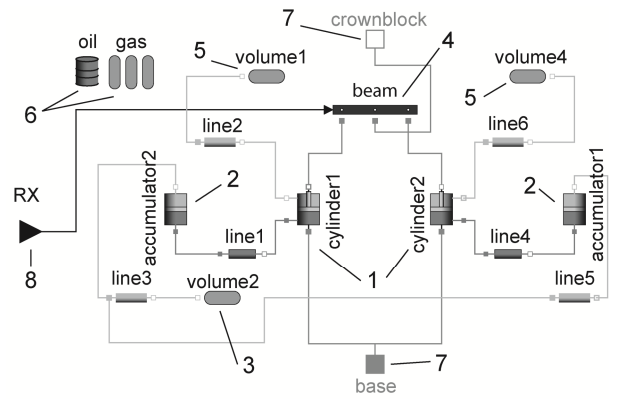 7
crownblock
oil gas
5
volume1
4
volume4
beam
5
6
line2
line6
RX
accumulator2
2
cylinder1
cylinder2
2
accumulator1
line1
line4
8
line3
volume2
1
line5
3
7
base